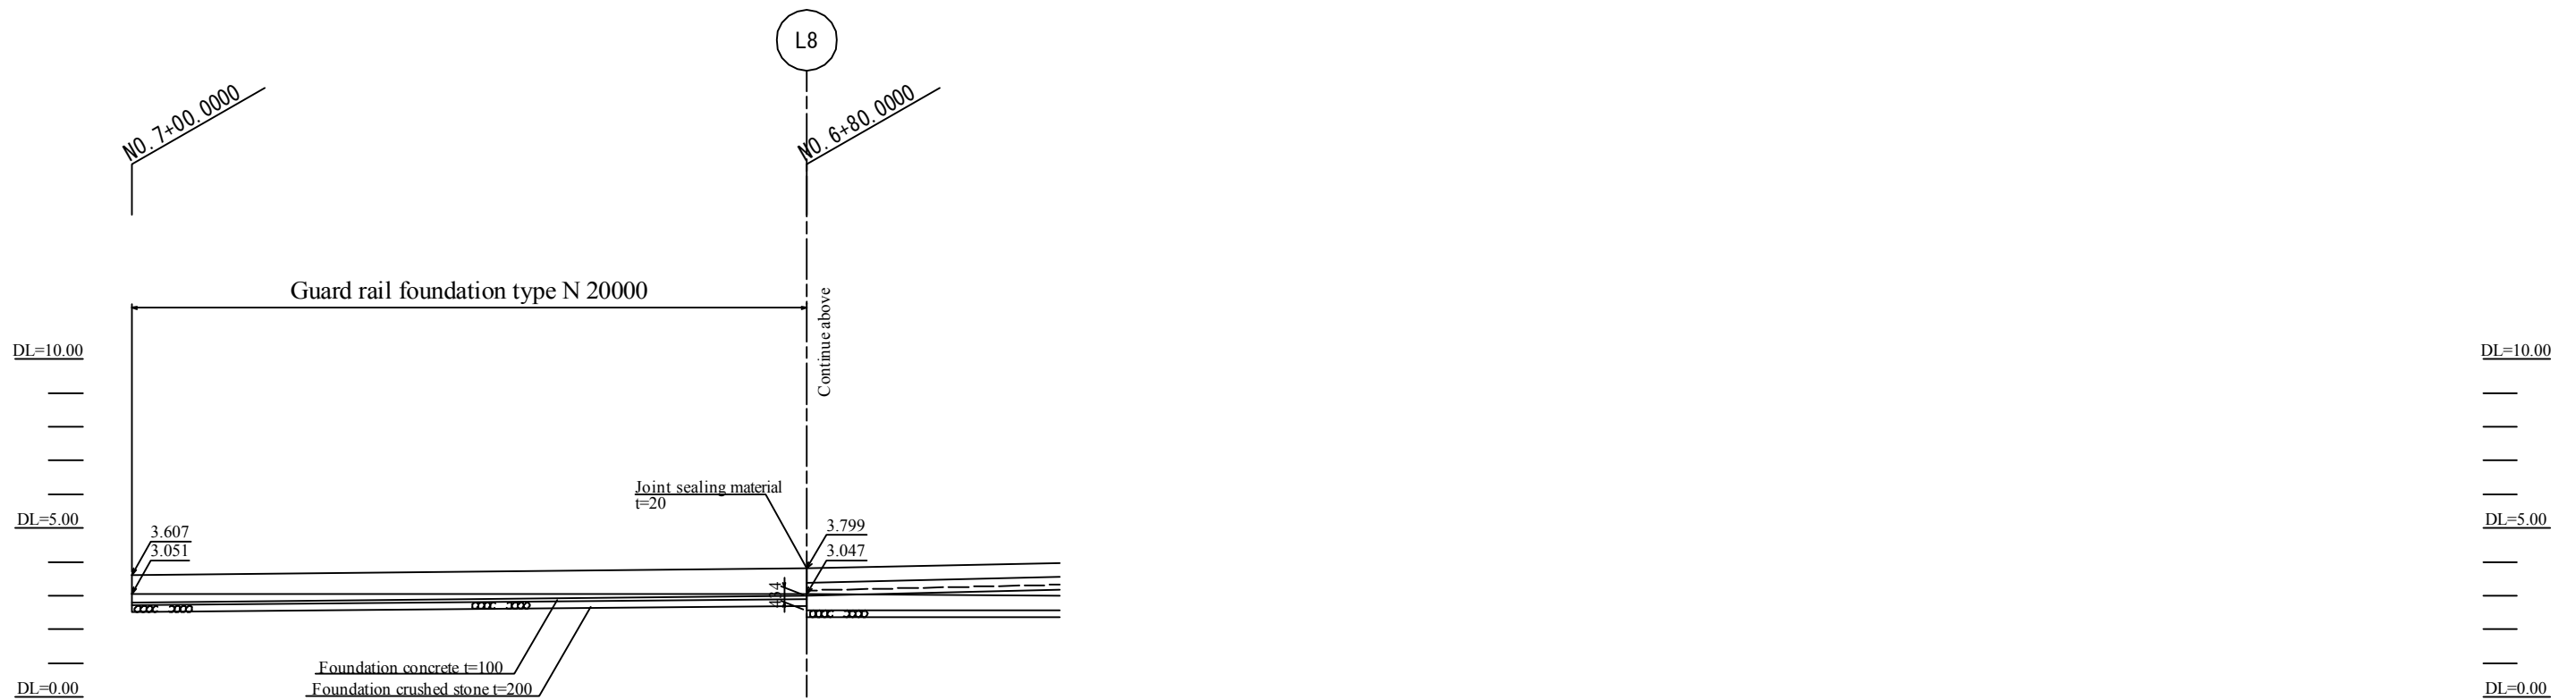 L8
NO. 7+00.0000
NO. 6+80.0000
Guard rail foundation type N 20000
Continue above
DL=10.00
DL=10.00
Joint sealing material
t=20
DL=5.00
DL=5.00
3.607
3.051
3.799
3.047
434
Foundation concrete t=100
Foundation crushed stone t=200
DL=0.00
DL=0.00